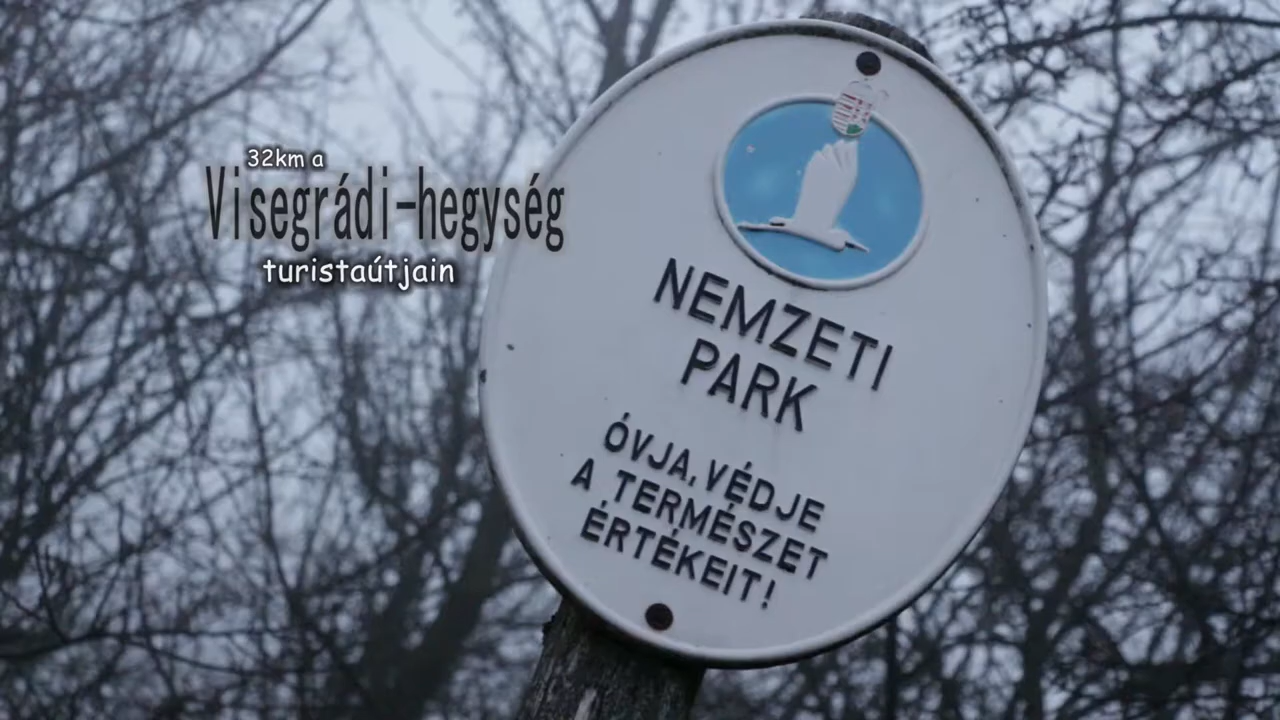 32km a
Visegrádi-hegység
turistaútjain
NEMZETI
PARK
ÓVJA, VÉDJE
A TERMÉSZET
ÉRTÉKEIT!